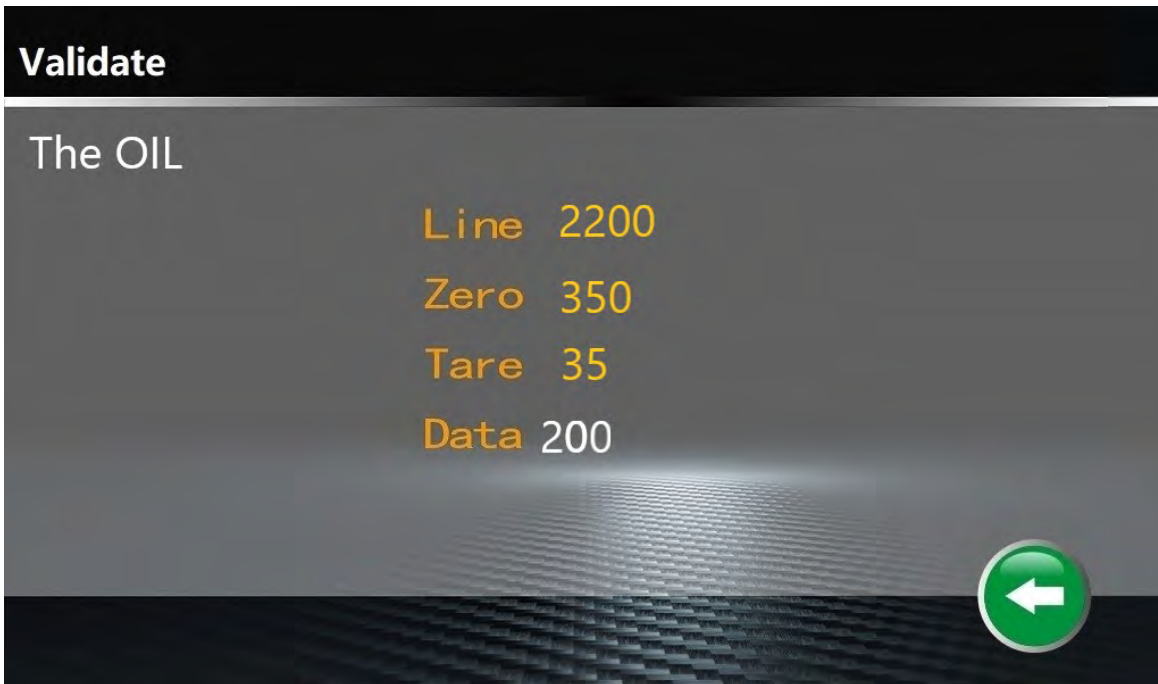 Validate
The OIL
Line 2200
Zero 350
Tare 35
Data 200